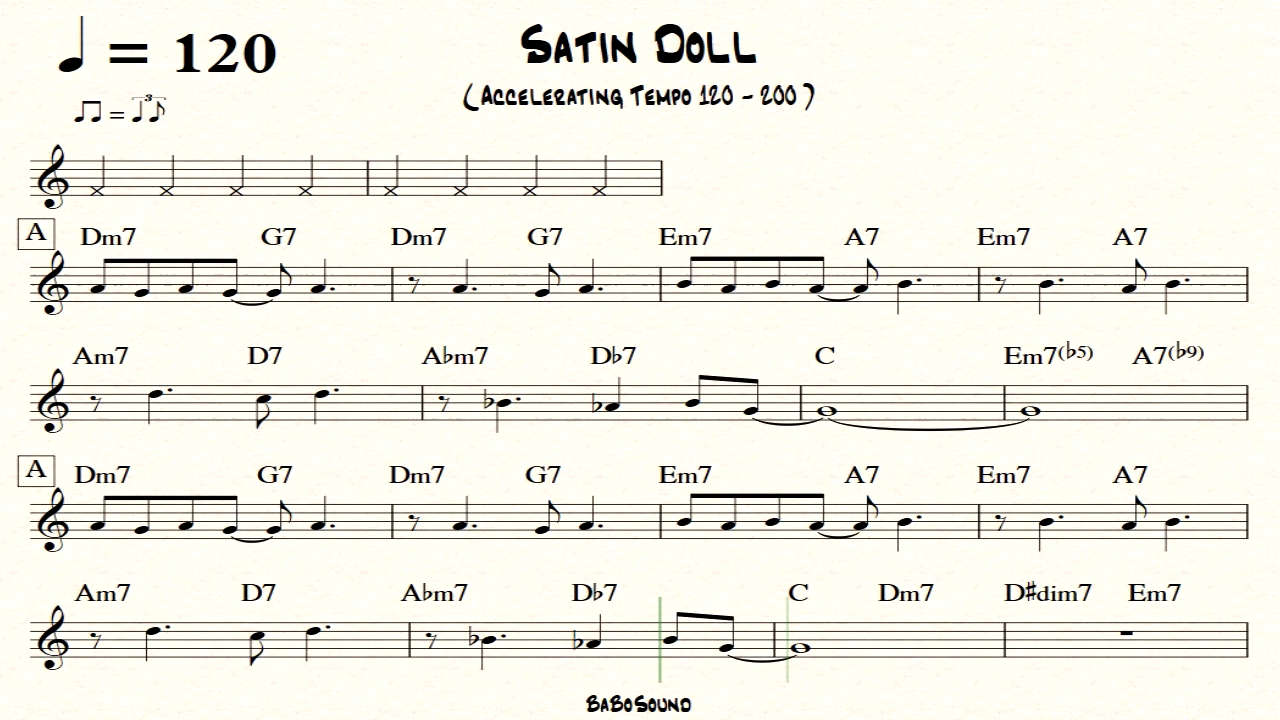 ♩ = 120
Satin Doll
(Accelerating Tempo 120 - 200)
♫ = ♩♪ 3
A Dm7 G7 Dm7 G7 Em7 A7 Em7 A7
Am7 D7 A♭m7 D♭7 C Em7(♭5) A7(♭9)
A Dm7 G7 Dm7 G7 Em7 A7 Em7 A7
Am7 D7 A♭m7 D♭7 C Dm7 D♯dim7 Em7
BaBoSound